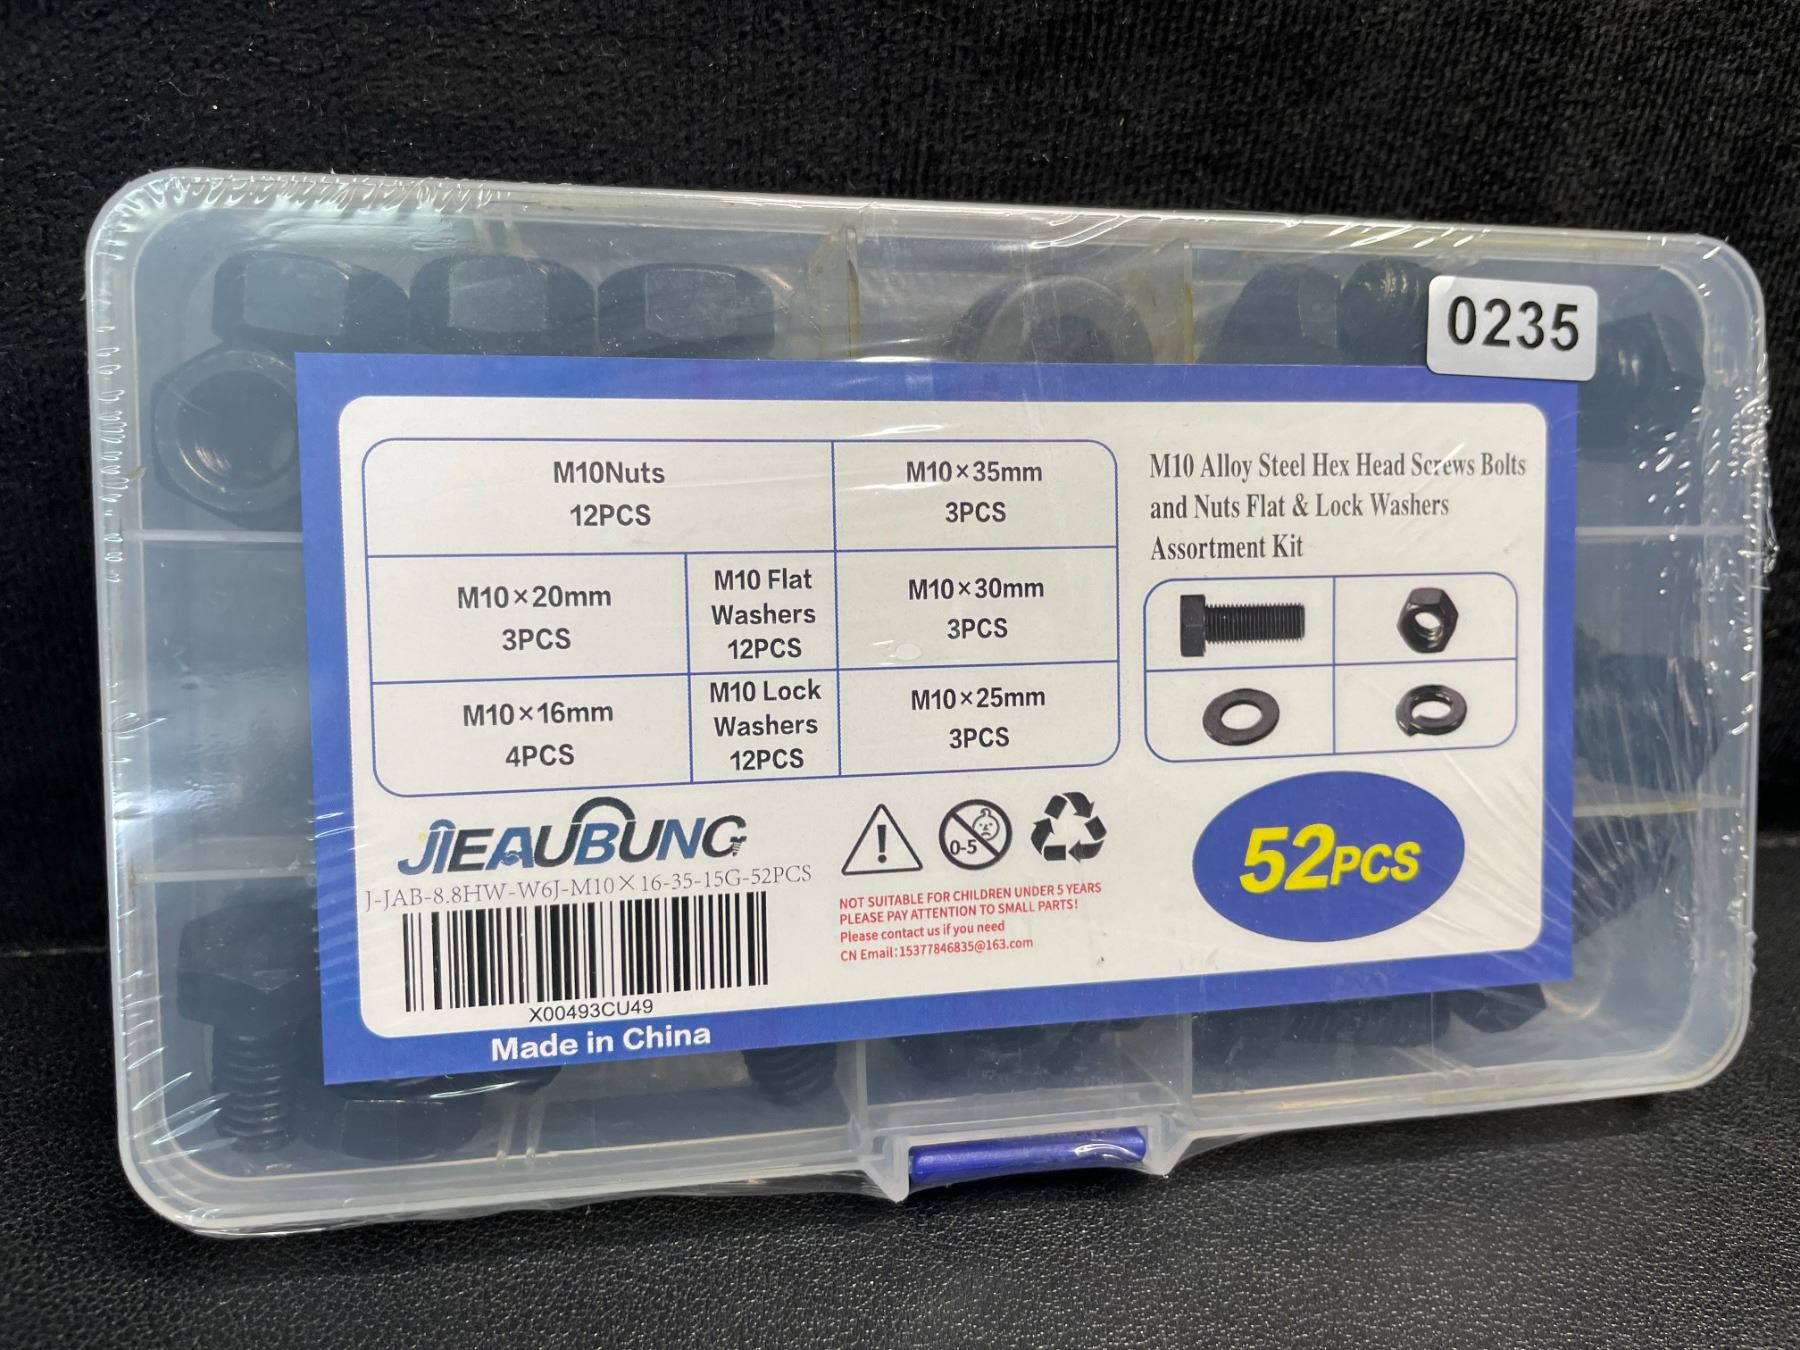 0235
M10Nuts
12PCS
M10×35mm
3PCS
M10×20mm
3PCS
M10 Flat
Washers
12PCS
M10×30mm
3PCS
M10×16mm
4PCS
M10 Lock
Washers
12PCS
M10×25mm
3PCS
M10 Alloy Steel Hex Head Screws Bolts
and Nuts Flat & Lock Washers
Assortment Kit
JIEAUBUNG
J-JAB-8.8HW-W6J-M10×16-35-15G-52PCS
X00493CU49
Made in China
0-5
NOT SUITABLE FOR CHILDREN UNDER 5 YEARS
PLEASE PAY ATTENTION TO SMALL PARTS!
Please contact us if you need
CN Email:15377846835@163.com
52PCS